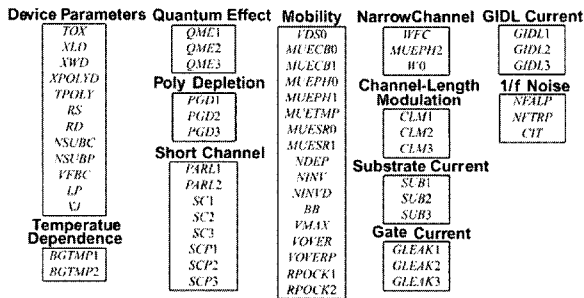 Device Parameters
TOX
XLD
XWD
XPOLYD
TPOLY
RS
RD
NSUBC
NSUBP
VFBC
LP
XJ
Temperatue
Dependence
BGTMP1
BGTMP2
Quantum Effect
QME1
QME2
QME3
Poly Depletion
PGD1
PGD2
PGD3
Short Channel
PARL1
PARL2
SC1
SC2
SC3
SCP1
SCP2
SCP3
Mobility
VDS0
MUECB0
MUECB1
MUEPH0
MUEPH1
MUETMP
MUESR0
MUESR1
NDEP
NINV
NINVD
BB
VMAX
VOVER
VOVERP
RPOCK1
RPOCK2
NarrowChannel
WFC
MUEPH2
W0
Channel-Length
Modulation
CLM1
CLM2
CLM3
Substrate Current
SUB1
SUB2
SUB3
Gate Current
GLEAK1
GLEAK2
GLEAK3
GIDL Current
GIDL1
GIDL2
GIDL3
1/f Noise
NFALP
NFTRP
CIT